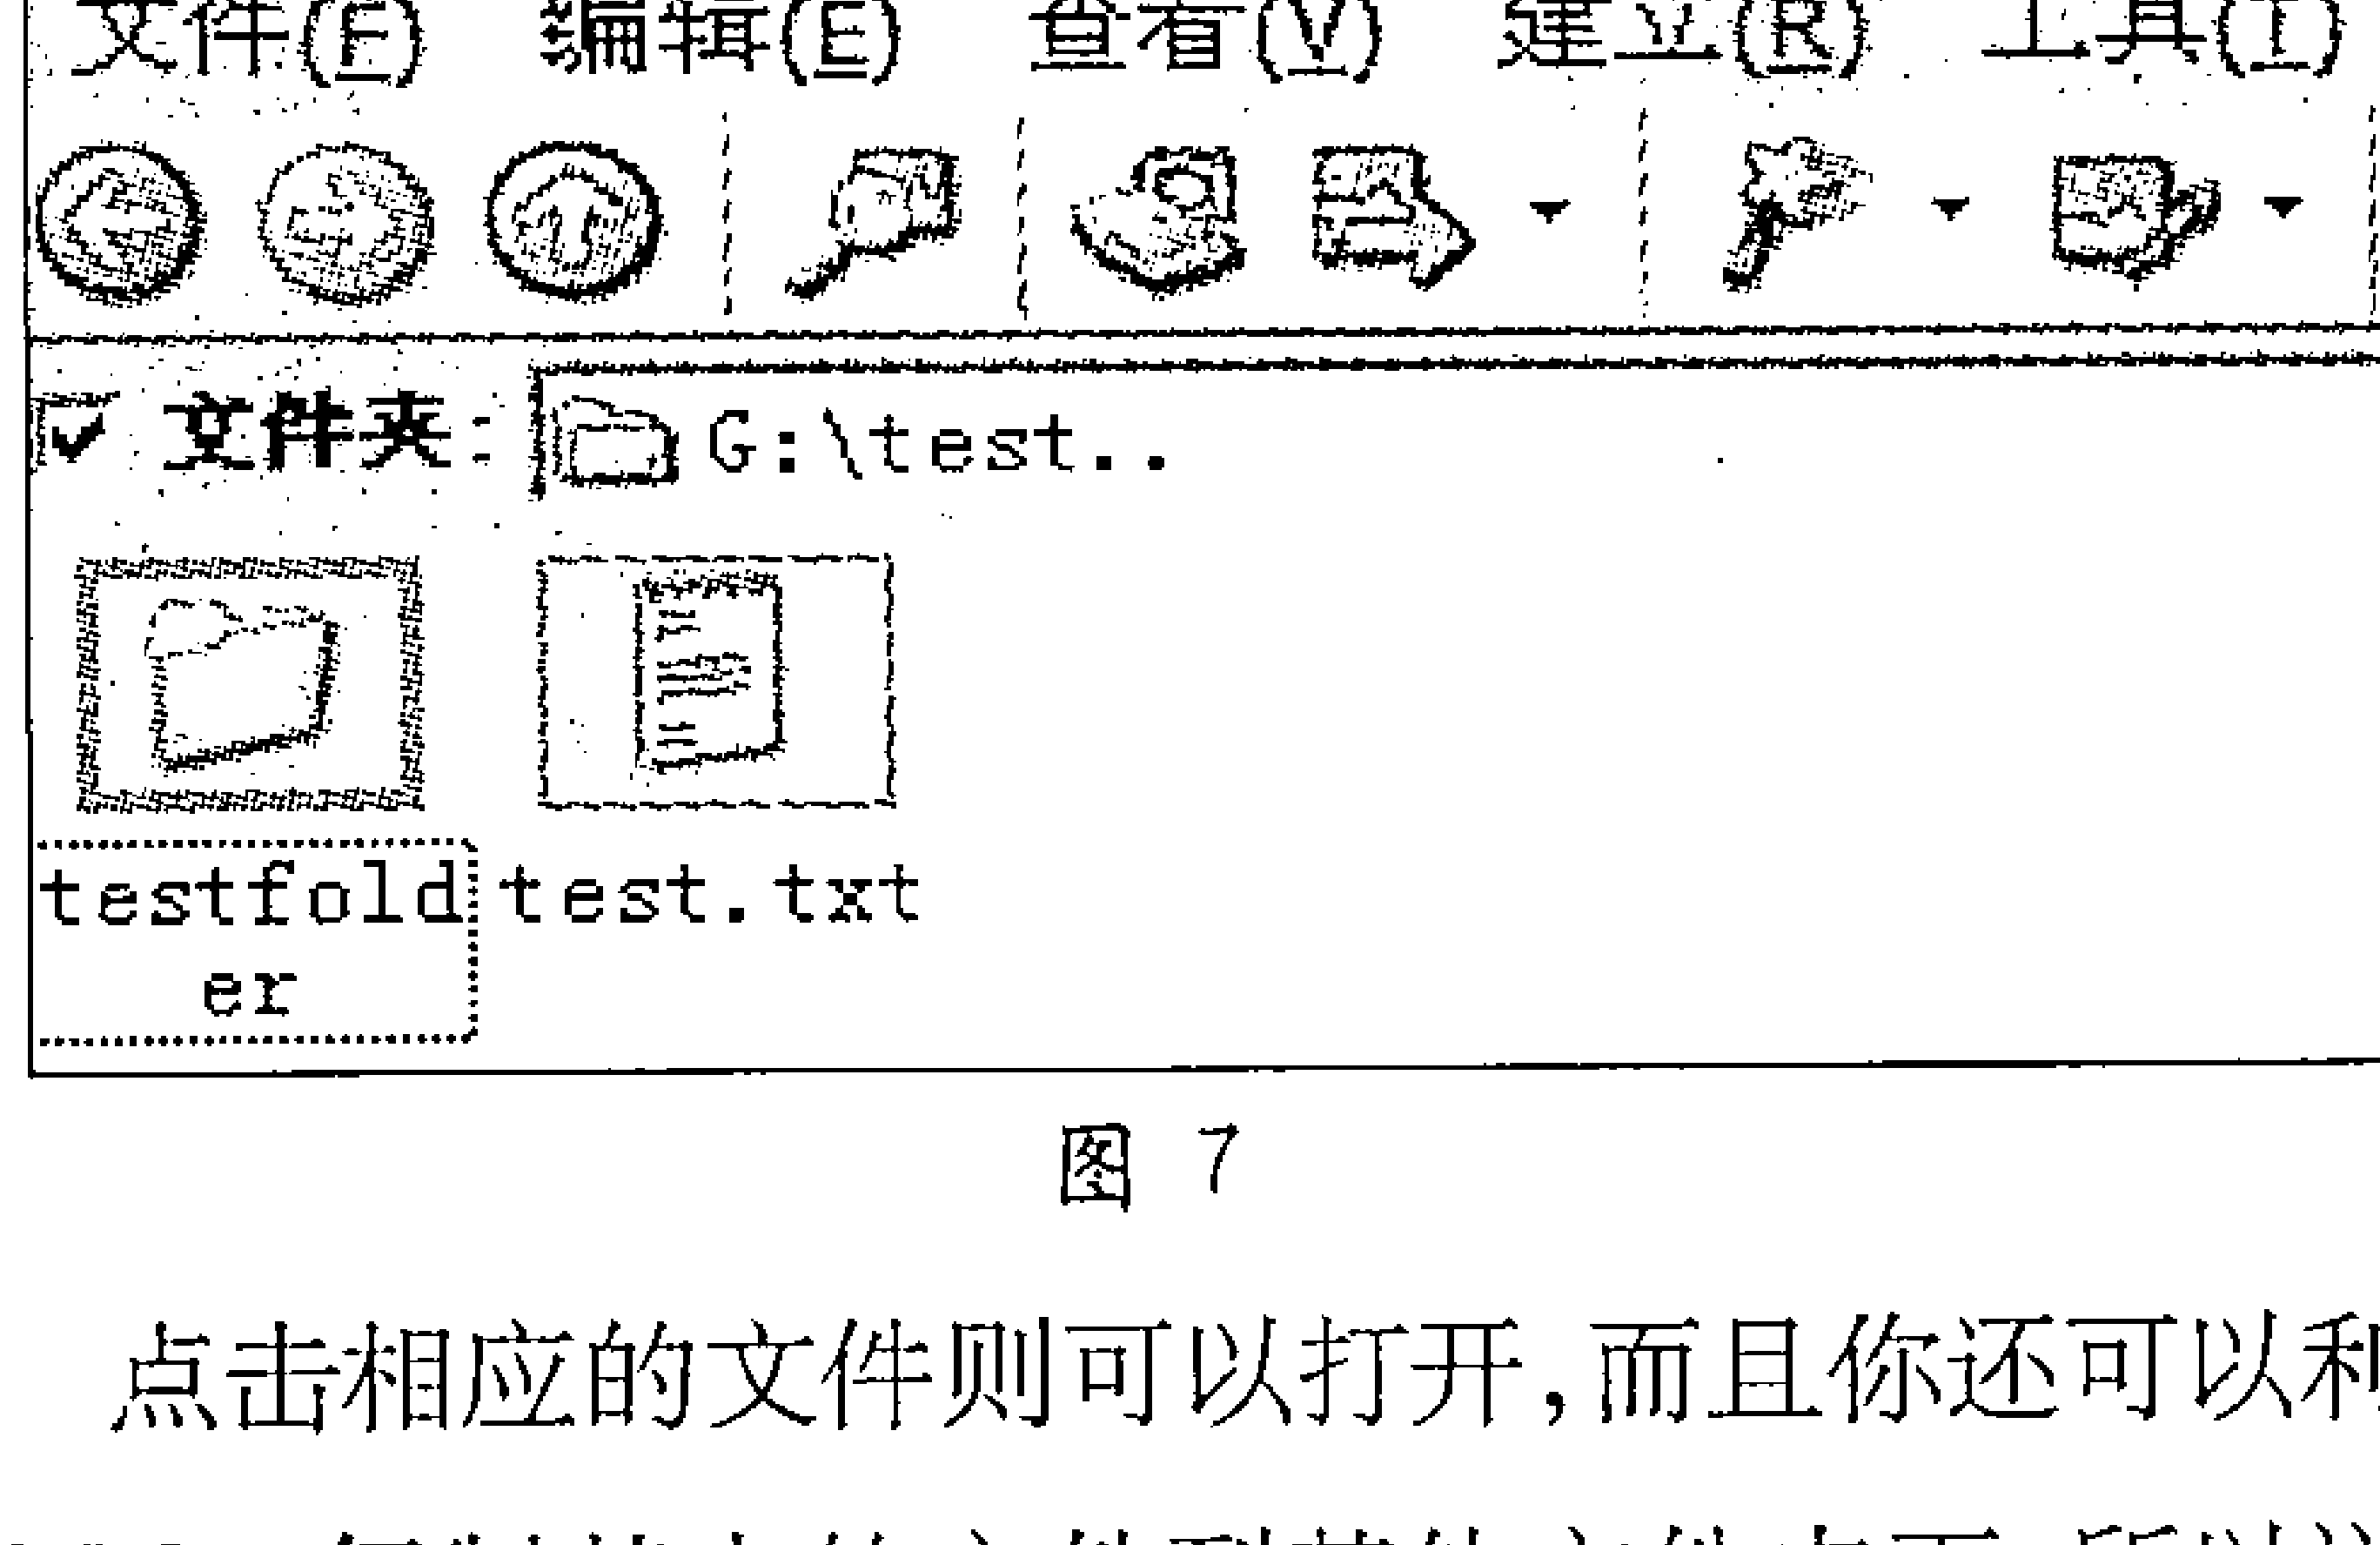 文件(F) 编辑(E) 查看(V) 建立(R) 工具(T)
文件夹: G:\test..
testfold test.txt
er
图 7
点击相应的文件则可以打开,而且你还可以利